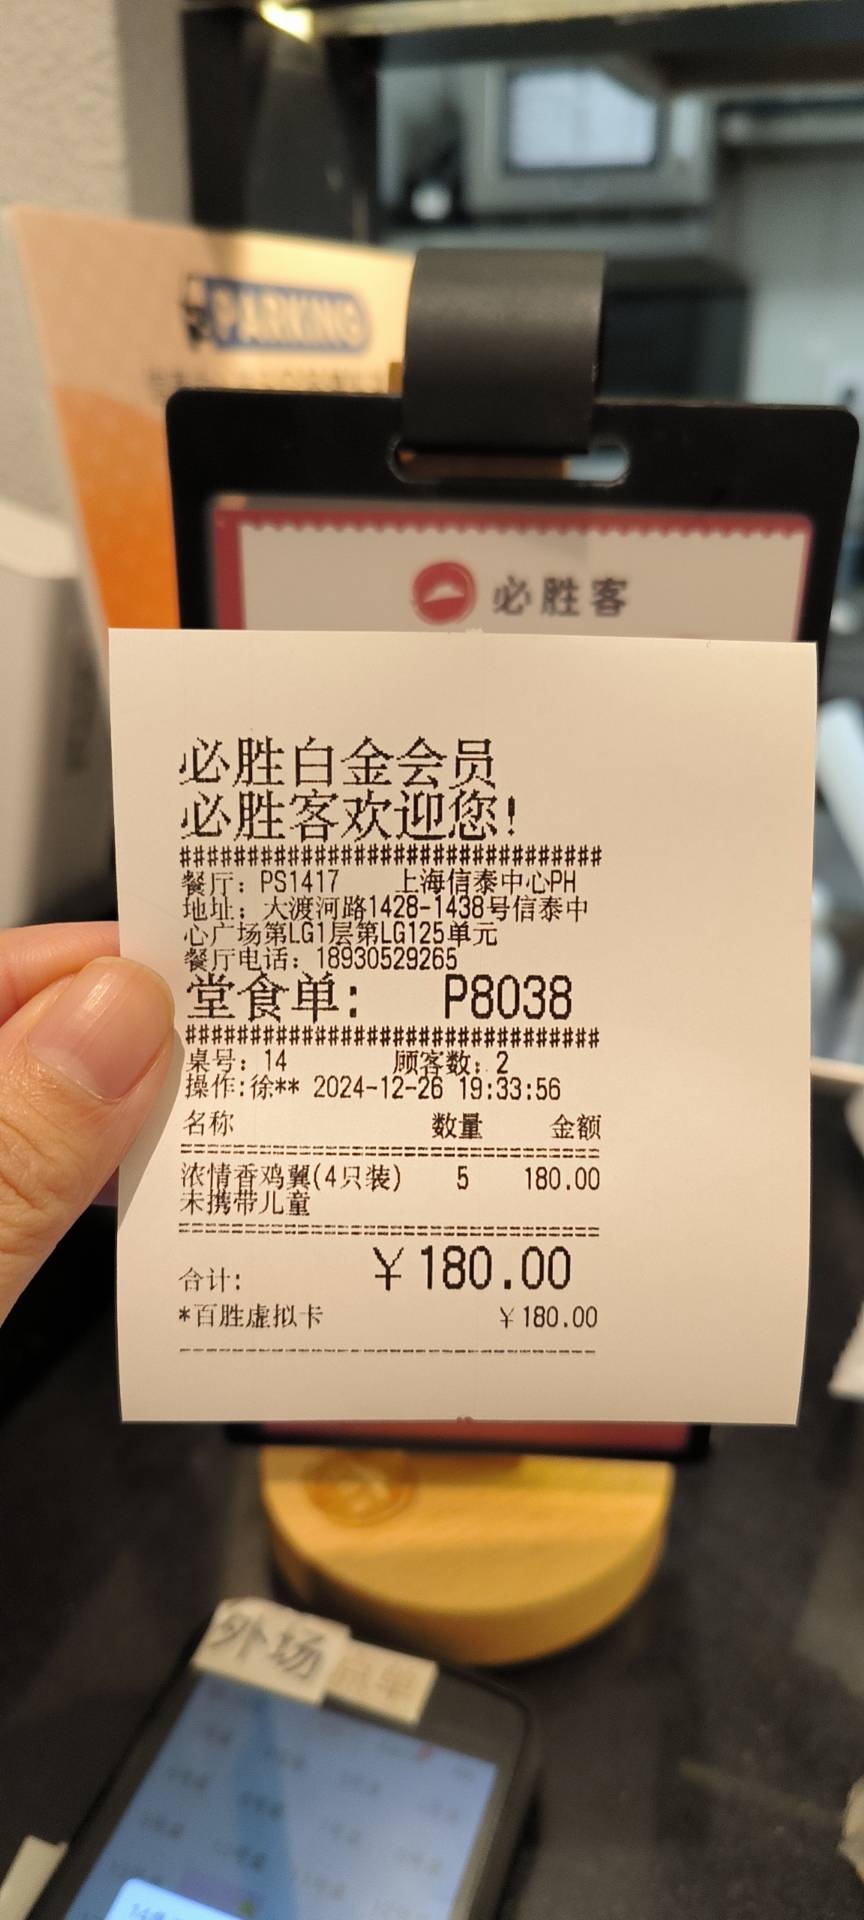 PARKING
必胜客
必胜白金会员
必胜客欢迎您!
################################
餐厅: PS1417 上海信泰中心PH
地址: 大渡河路1428-1438号信泰中
心广场第LG1层第LG125单元
餐厅电话: 18930529265
堂食单: P8038
################################
桌号: 14 顾客数: 2
操作:徐** 2024-12-26 19:33:56
名称 数量 金额
================================
浓情香鸡翼(4只装) 5 180.00
未携带儿童
================================
合计: ¥180.00
*百胜虚拟卡 ¥180.00
--------------------------------
外场